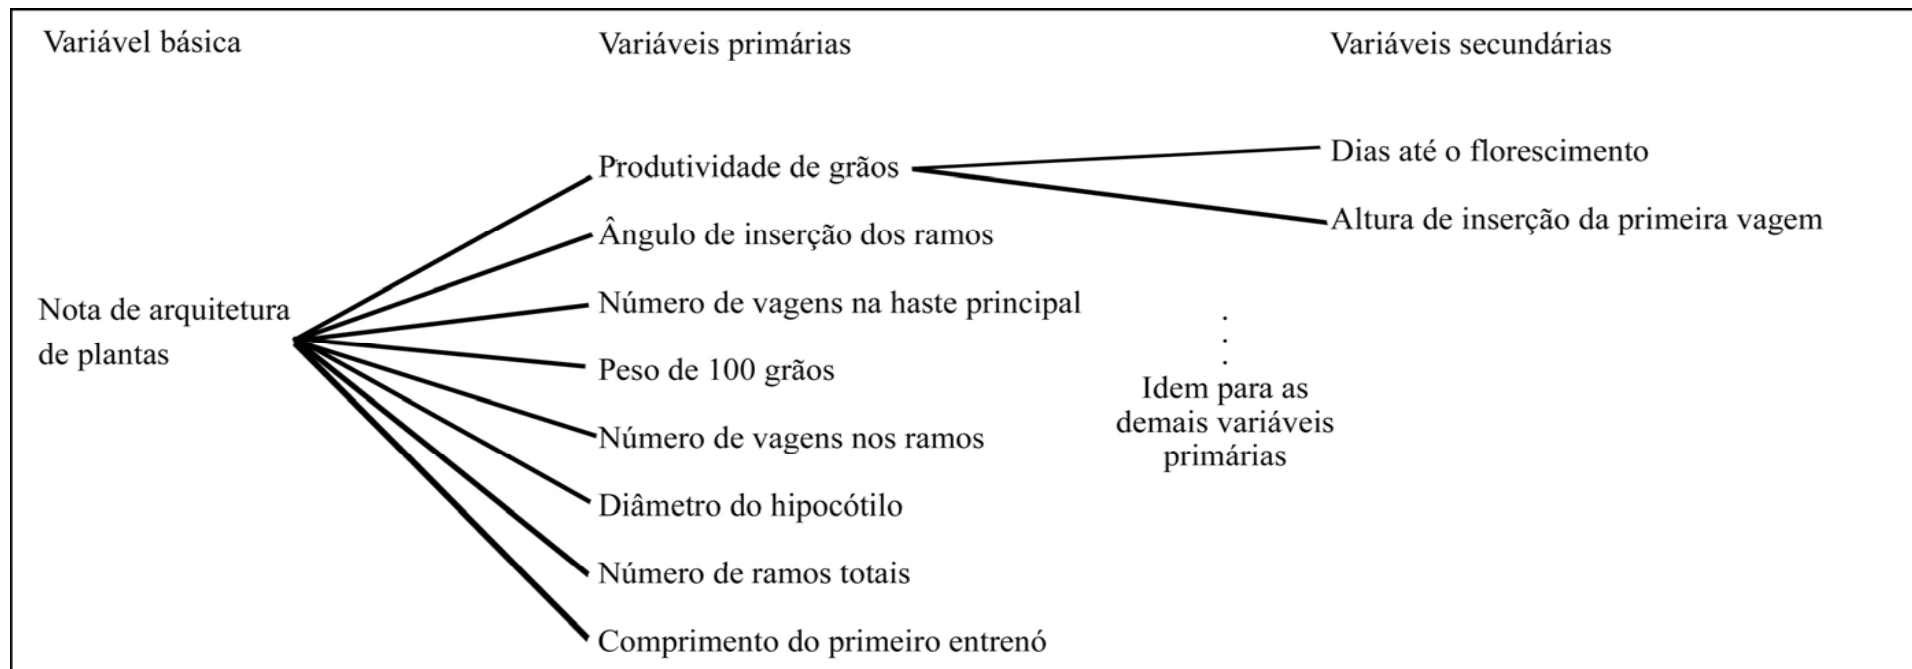 Variável básica
Variáveis primárias
Variáveis secundárias
Produtividade de grãos
Dias até o florescimento
Altura de inserção da primeira vagem
Ângulo de inserção dos ramos
Nota de arquitetura
de plantas
Número de vagens na haste principal
Peso de 100 grãos
Número de vagens nos ramos
Diâmetro do hipocótilo
Número de ramos totais
Comprimento do primeiro entrenó
.
.
.
Idem para as
demais variáveis
primárias